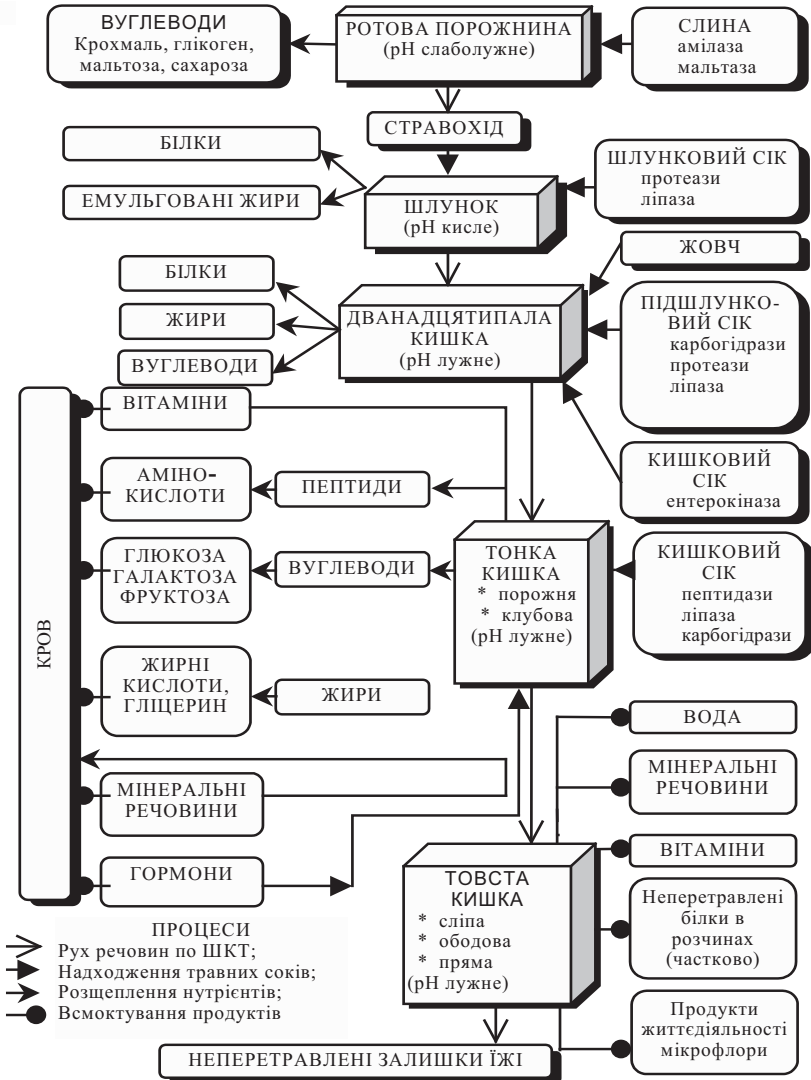 ВУГЛЕВОДИ
Крохмаль, глікоген,
мальтоза, сахароза
РОТОВА ПОРОЖНИНА
(рН слаболужне)
СЛИНА
амілаза
мальтаза
СТРАВОХІД
БІЛКИ
ЕМУЛЬГОВАНІ ЖИРИ
ШЛУНОК
(рН кисле)
ШЛУНКОВИЙ СІК
протеази
ліпаза
ЖОВЧ
БІЛКИ
ЖИРИ
ВУГЛЕВОДИ
ДВАНАДЦЯТИПАЛА
КИШКА
(рН лужне)
ПІДШЛУНКО-
ВИЙ СІК
карбогідрази
протеази
ліпаза
КИШКОВИЙ
СІК
ентерокіназа
КРОВ
ВІТАМІНИ
АМІНО-
КИСЛОТИ
ПЕПТИДИ
ГЛЮКОЗА
ГАЛАКТОЗА
ФРУКТОЗА
ВУГЛЕВОДИ
ТОНКА
КИШКА
* порожня
* клубова
(рН лужне)
КИШКОВИЙ
СІК
пептидази
ліпаза
карбогідрази
ЖИРНІ
КИСЛОТИ,
ГЛІЦЕРИН
ЖИРИ
МІНЕРАЛЬНІ
РЕЧОВИНИ
ГОРМОНИ
ВОДА
МІНЕРАЛЬНІ
РЕЧОВИНИ
ВІТАМІНИ
ТОВСТА
КИШКА
* сліпа
* ободова
* пряма
(рН лужне)
Неперетравлені
білки в
розчинах
(частково)
Продукти
життєдіяльності
мікрофлори
ПРОЦЕСИ
Рух речовин по ШКТ;
Надходження травних соків;
Розщеплення нутрієнтів;
Всмоктування продуктів
НЕПЕРЕТРАВЛЕНІ ЗАЛИШКИ ЇЖІ